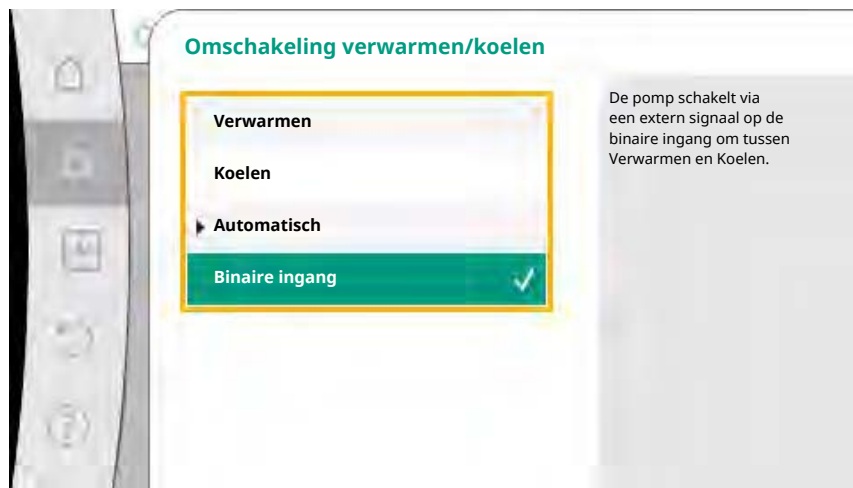 Omschakeling verwarmen/koelen
Verwarmen
Koelen
Automatisch
Binaire ingang
De pomp schakelt via
een extern signaal op de
binaire ingang om tussen
Verwarmen en Koelen.